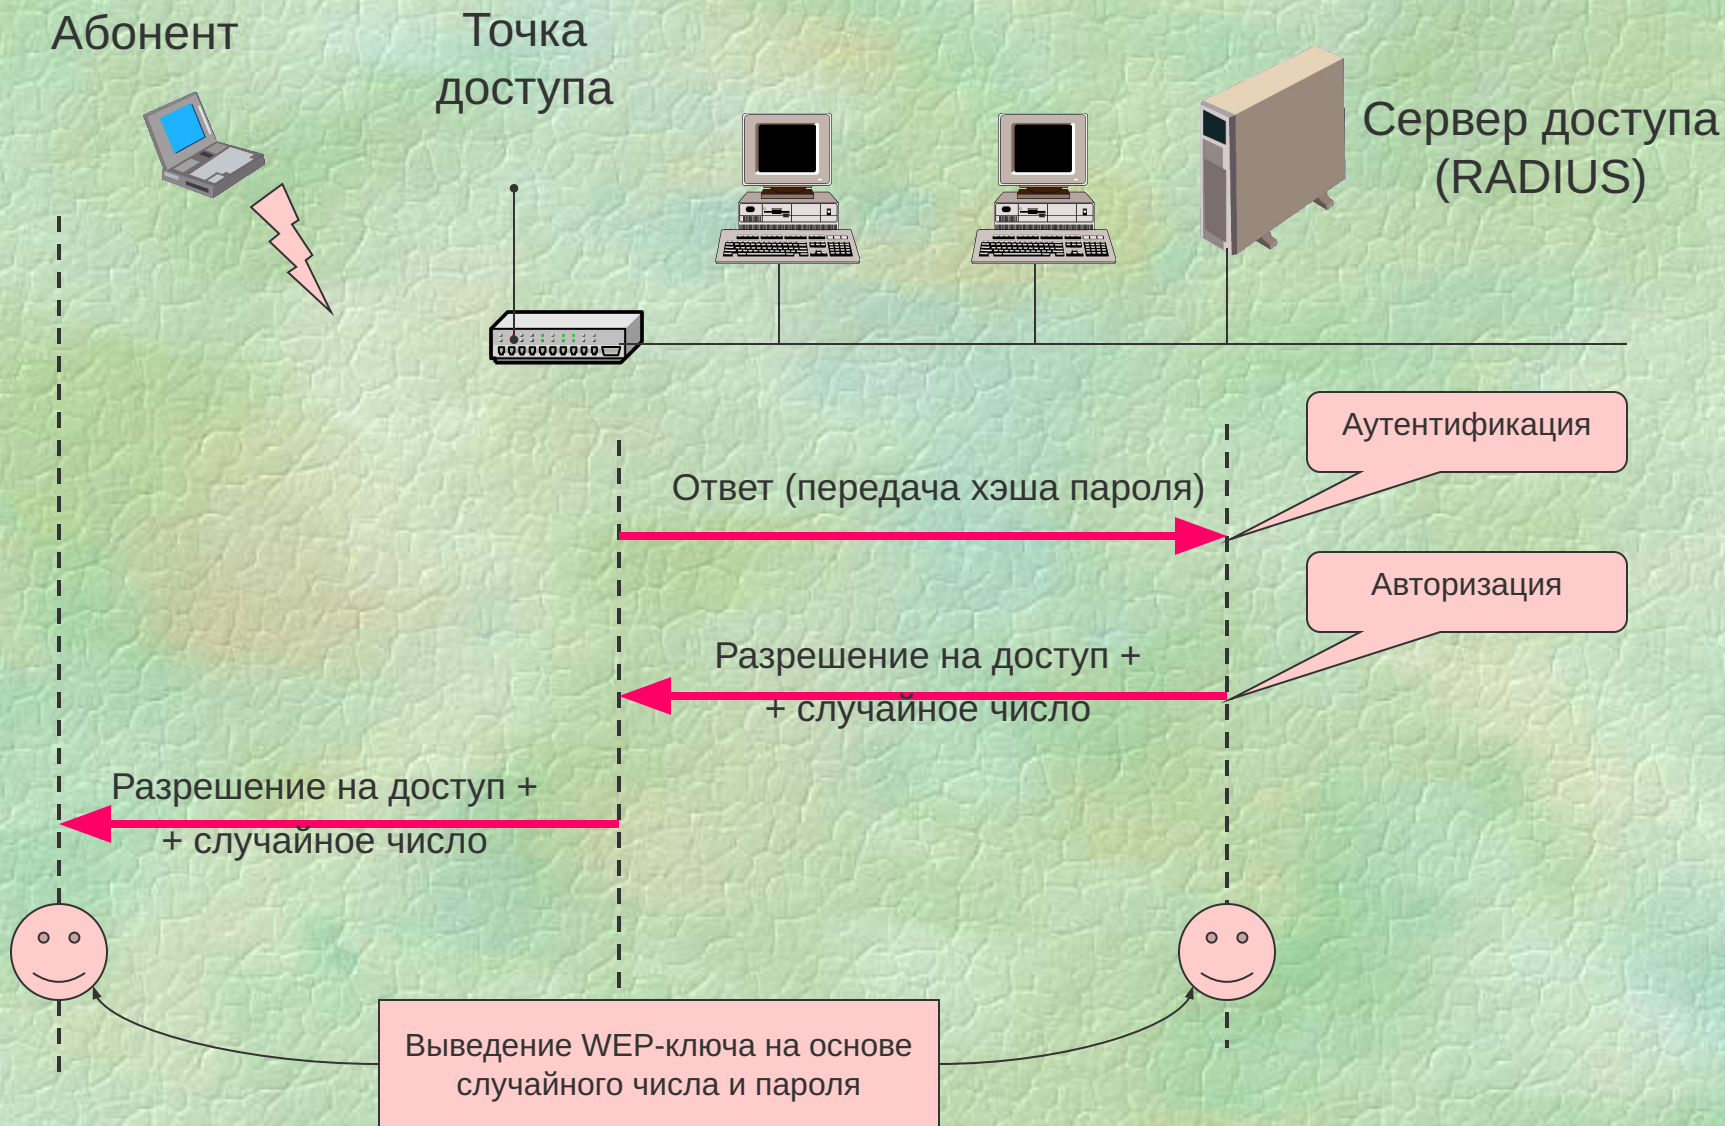 Абонент
Точка
доступа
Сервер доступа
(RADIUS)
Аутентификация
Ответ (передача хэша пароля)
Авторизация
Разрешение на доступ +
+ случайное число
Разрешение на доступ +
+ случайное число
Выведение WEP-ключа на основе
случайного числа и пароля